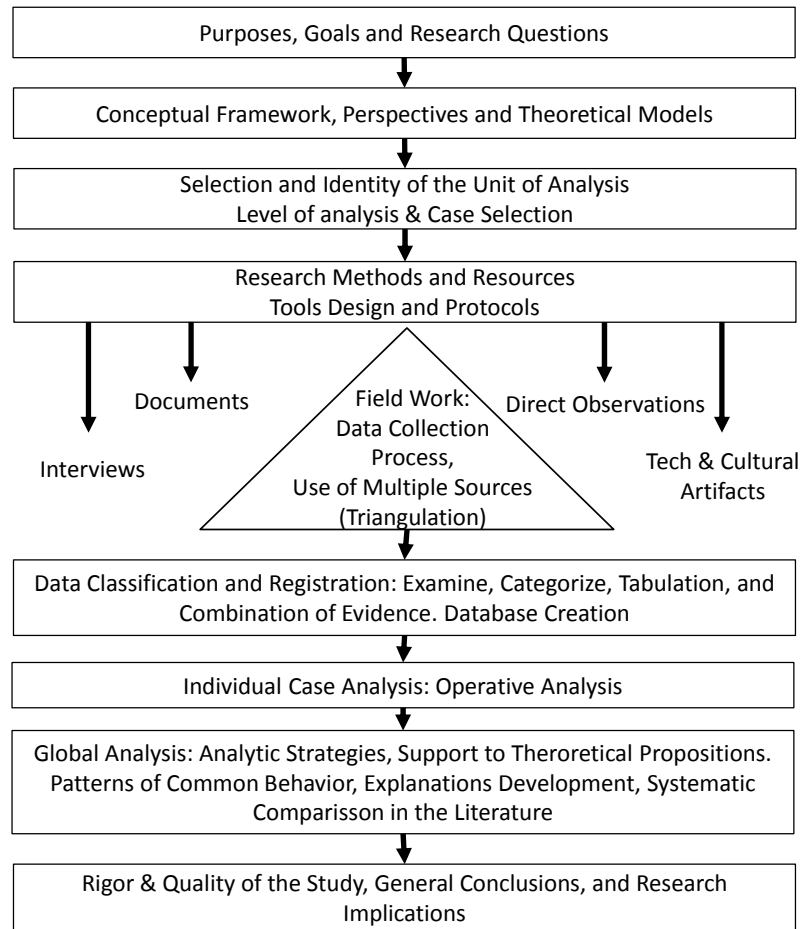 Purposes, Goals and Research Questions
Conceptual Framework, Perspectives and Theoretical Models
Selection and Identity of the Unit of Analysis
Level of analysis & Case Selection
Research Methods and Resources
Tools Design and Protocols
Interviews
Documents
Field Work:
Data Collection
Process,
Use of Multiple Sources
(Triangulation)
Direct Observations
Tech & Cultural
Artifacts
Data Classification and Registration: Examine, Categorize, Tabulation, and
Combination of Evidence. Database Creation
Individual Case Analysis: Operative Analysis
Global Analysis: Analytic Strategies, Support to Theroretical Propositions.
Patterns of Common Behavior, Explanations Development, Systematic
Comparisson in the Literature
Rigor & Quality of the Study, General Conclusions, and Research
Implications